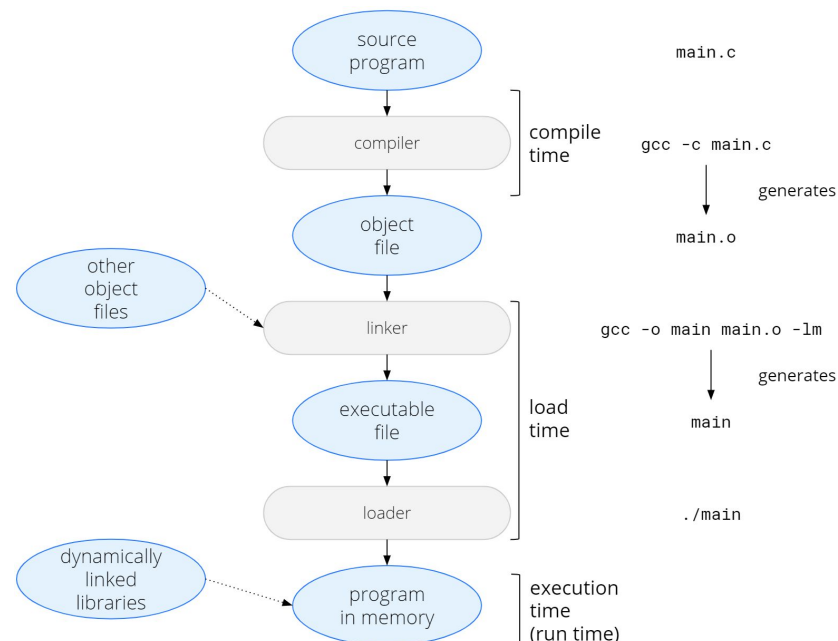 source
program
main.c
compiler
compile
time
gcc -c main.c
generates
object
file
main.o
other
object
files
linker
gcc -o main main.o -lm
generates
executable
file
load
time
main
loader
./main
dynamically
linked
libraries
program
in memory
execution
time
(run time)